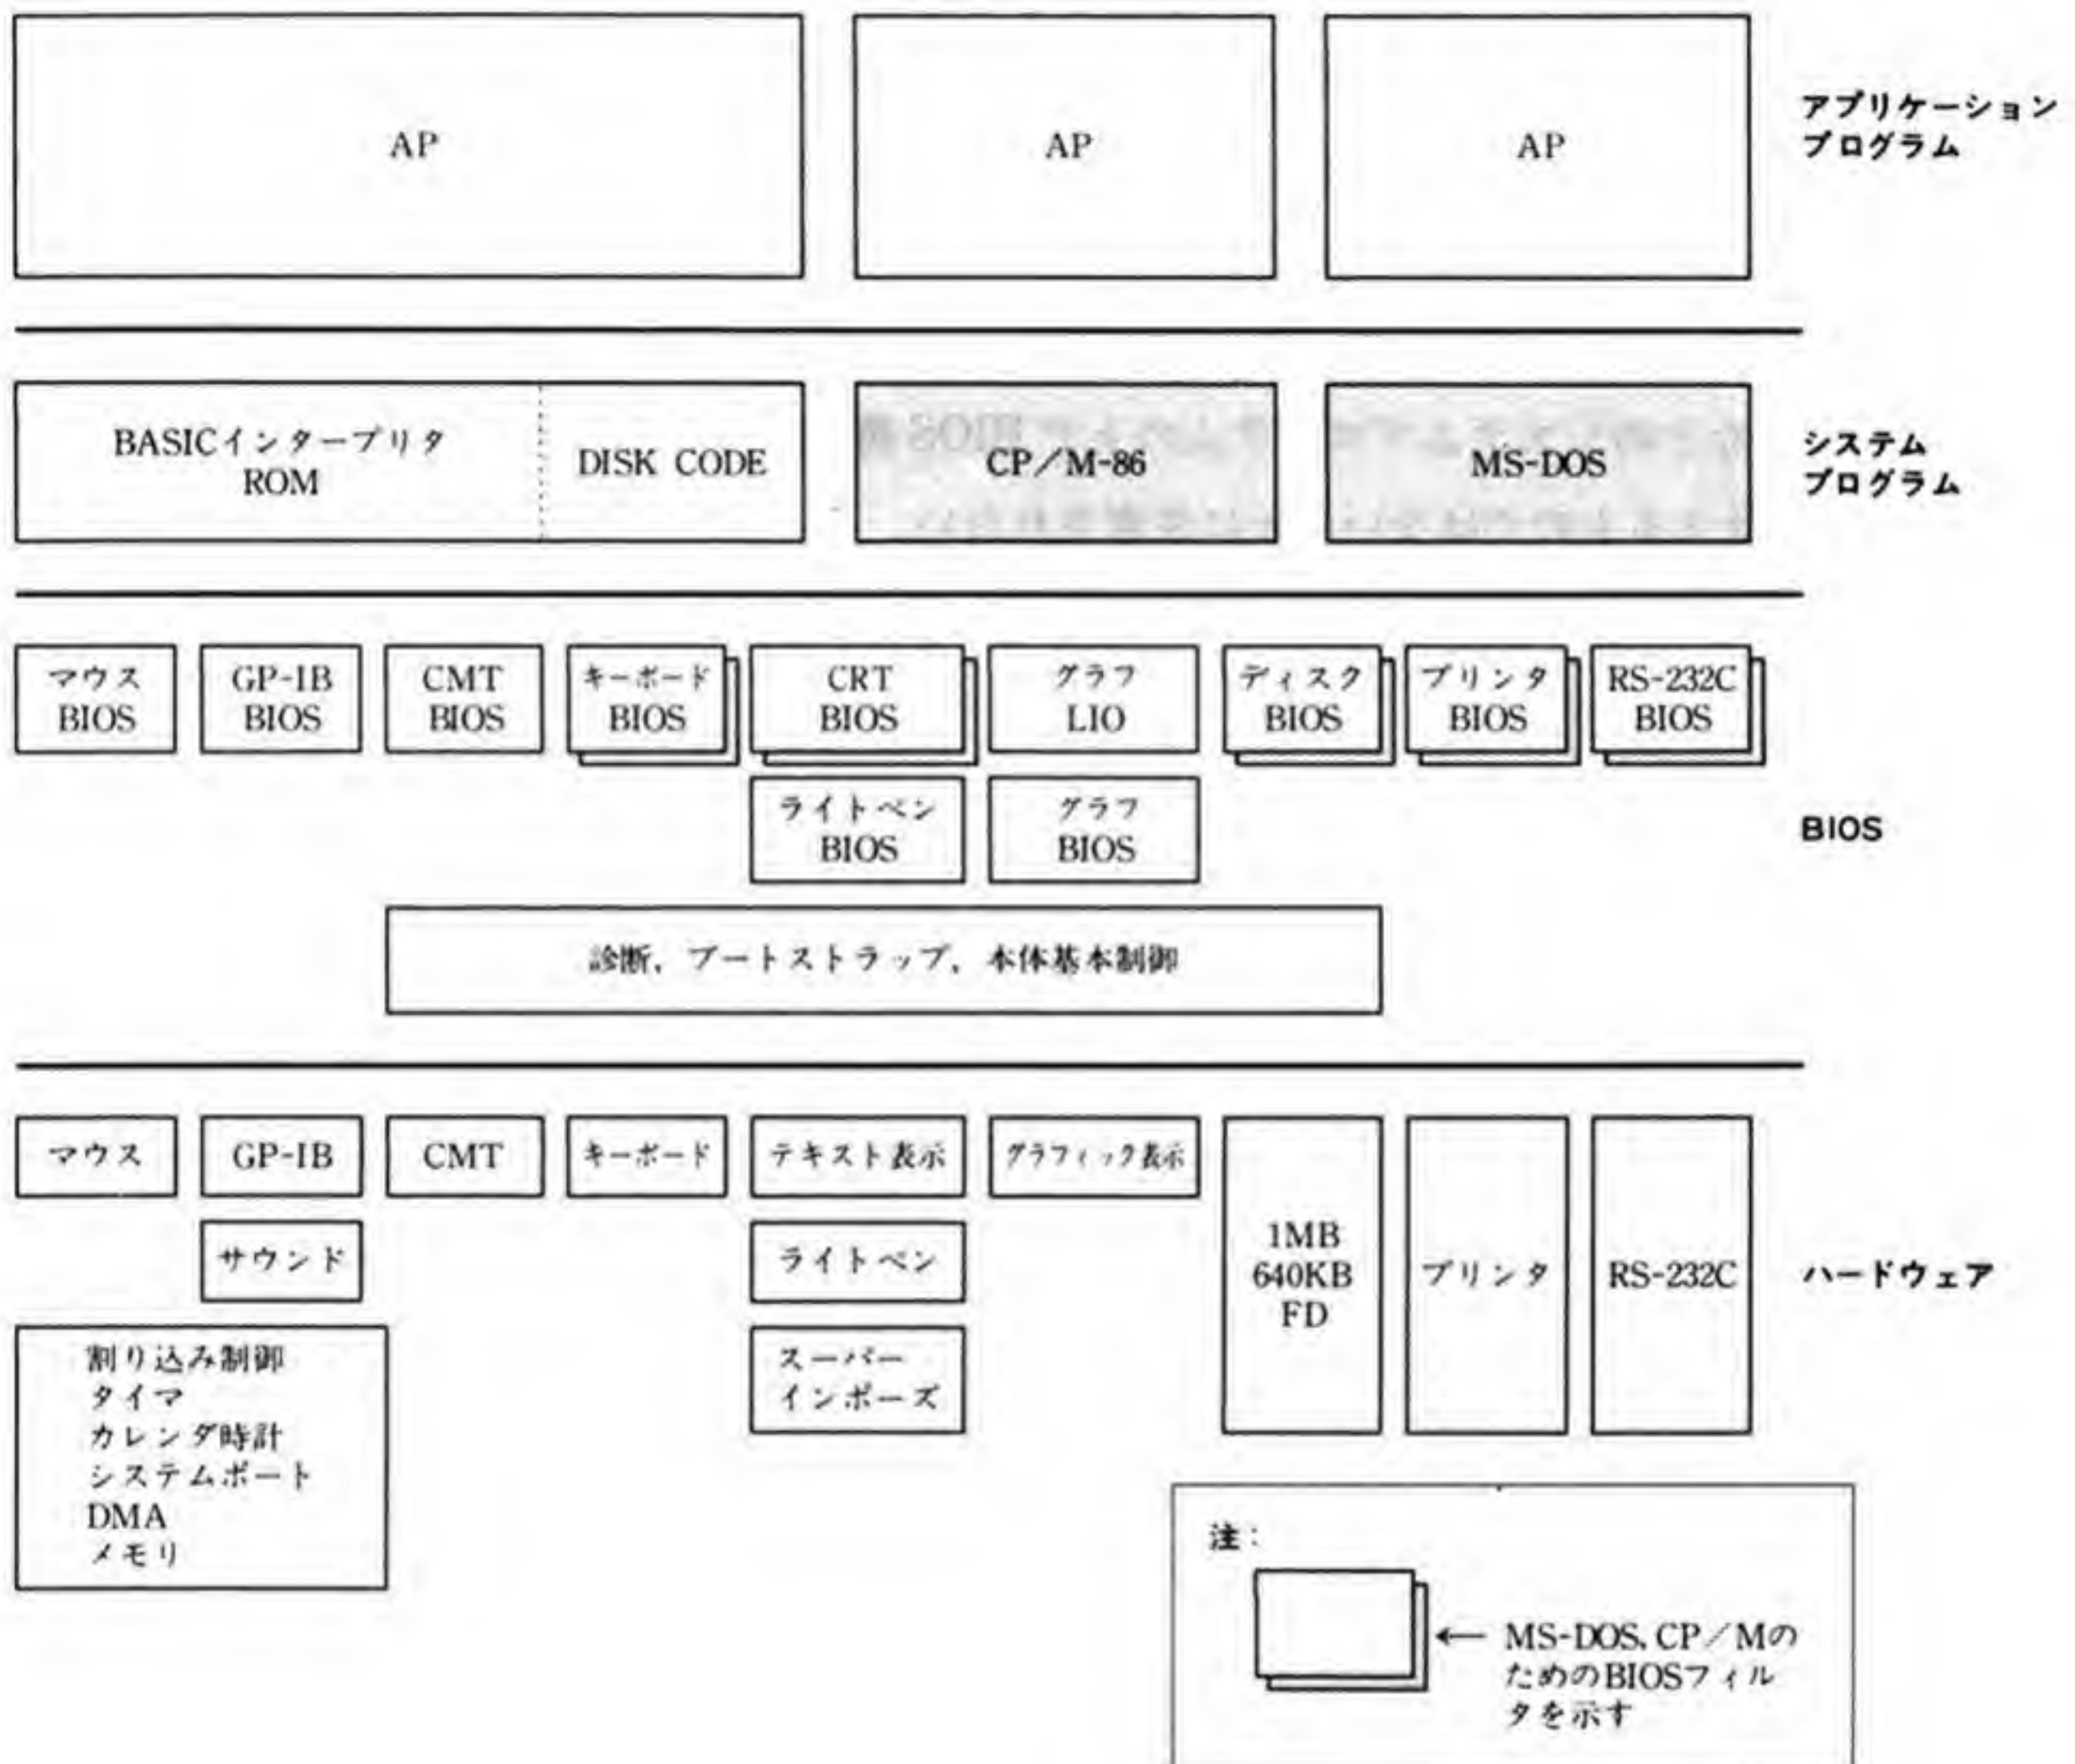 AP
AP
AP
アプリケーション
プログラム
BASICインタープリタ
ROM
DISK CODE
CP／M-86
MS-DOS
システム
プログラム
マウス
BIOS
GP-IB
BIOS
CMT
BIOS
キーボード
BIOS
CRT
BIOS
グラフ
LIO
ディスク
BIOS
プリンタ
BIOS
RS-232C
BIOS
ライトペン
BIOS
グラフ
BIOS
BIOS
診断，ブートストラップ，本体基本制御
マウス
GP-IB
CMT
キーボード
テキスト表示
グラフィック表示
サウンド
ライトペン
スーパー
インポーズ
1MB
640KB
FD
プリンタ
RS-232C
ハードウェア
割り込み制御
タイマ
カレンダ時計
システムポート
DMA
メモリ
注：
← MS-DOS，CP／Mの
ためのBIOSフィル
タを示す